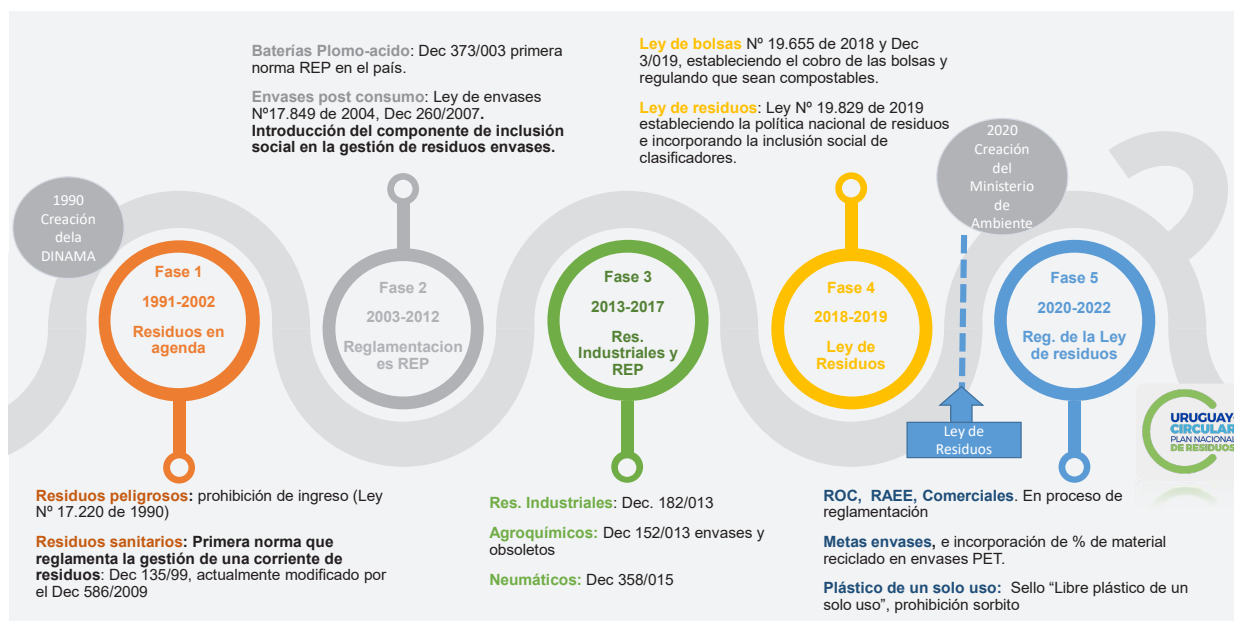 Baterías Plomo-acido: Dec 373/003 primera
norma REP en el país.
Envases post consumo: Ley de envases
Nº17.849 de 2004, Dec 260/2007.
Introducción del componente de inclusión
social en la gestión de residuos envases.
Ley de bolsas Nº 19.655 de 2018 y Dec
3/019, estableciendo el cobro de las bolsas y
regulando que sean compostables.
Ley de residuos: Ley Nº 19.829 de 2019
estableciendo la política nacional de residuos
e incorporando la inclusión social de
clasificadores.
1990
Creación
dela
DINAMA
2020
Creación
del
Ministerio
de
Ambiente
Fase 1
1991-2002
Residuos en
agenda
Fase 2
2003-2012
Reglamentacion
es REP
Fase 3
2013-2017
Res.
Industriales y
REP
Fase 4
2018-2019
Ley de
Residuos
Fase 5
2020-2022
Reg. de la Ley
de residuos
Ley de
Residuos
URUGUAY+
CIRCULAR
PLAN NACIONAL
DE RESIDUOS
Residuos peligrosos: prohibición de ingreso (Ley
Nº 17.220 de 1990)
Residuos sanitarios: Primera norma que
reglamenta la gestión de una corriente de
residuos: Dec 135/99, actualmente modificado por
el Dec 586/2009
Res. Industriales: Dec. 182/013
Agroquímicos: Dec 152/013 envases y
obsoletos
Neumáticos: Dec 358/015
ROC, RAEE, Comerciales. En proceso de
reglamentación
Metas envases, e incorporación de % de material
reciclado en envases PET.
Plástico de un solo uso: Sello “Libre plástico de un
solo uso”, prohibición sorbito